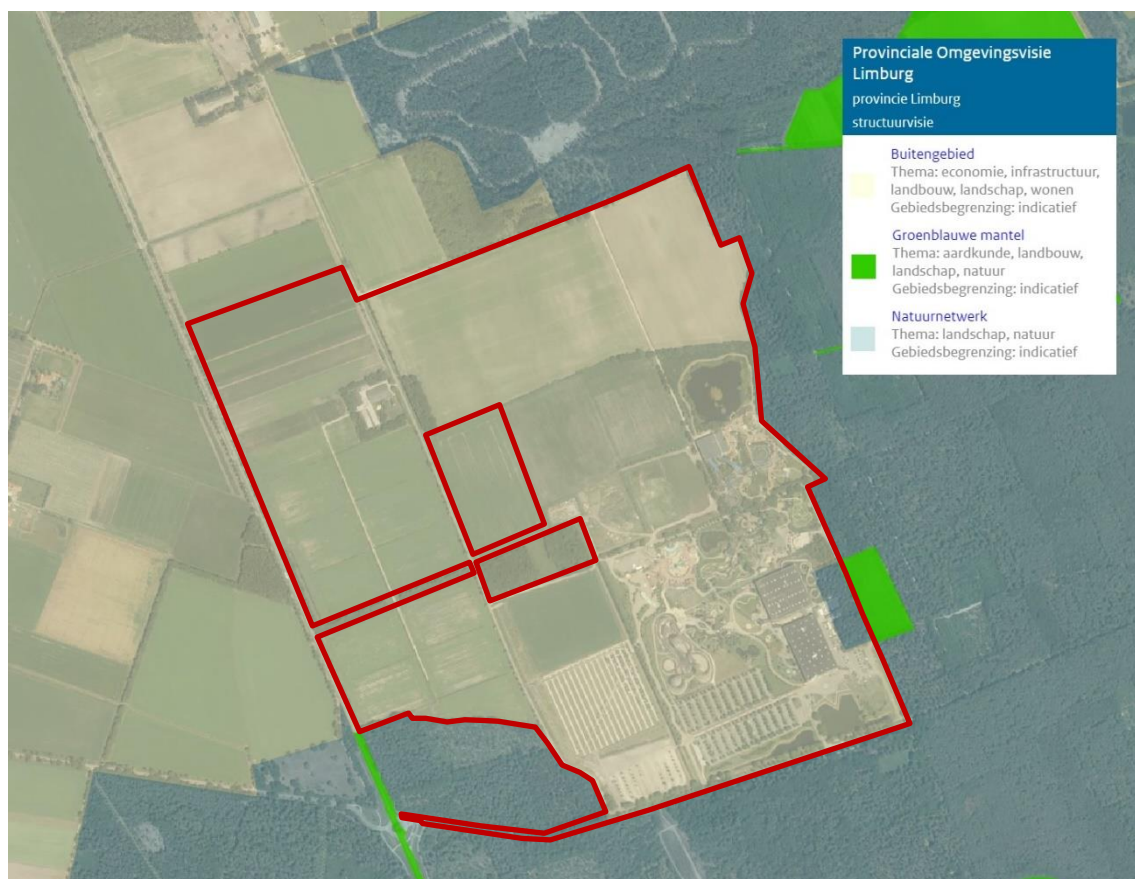 Provinciale Omgevingsvisie
Limburg
provincie Limburg
structuurvisie
Buitengebied
Thema: economie, infrastructuur,
landbouw, landschap, wonen
Gebiedsbegrenzing: indicatief
Groenblauwe mantel
Thema: aardkunde, landbouw,
landschap, natuur
Gebiedsbegrenzing: indicatief
Natuurnetwerk
Thema: landschap, natuur
Gebiedsbegrenzing: indicatief